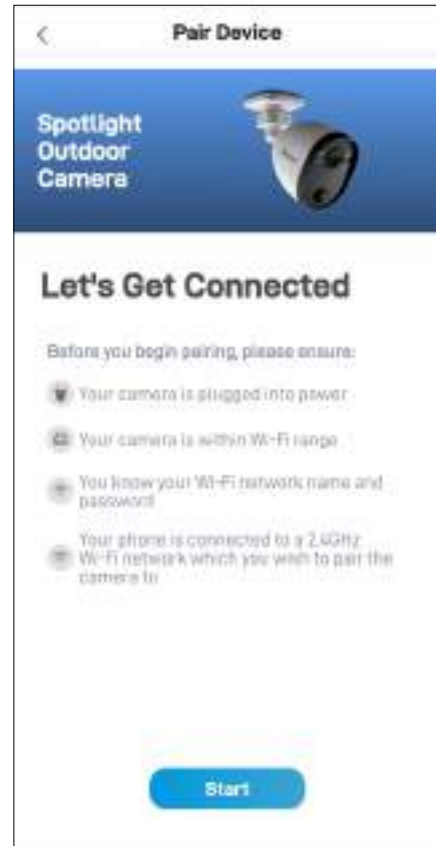 Pair Device
Spotlight
Outdoor
Camera
Let's Get Connected
Before you begin pairing, please ensure:
Your camera is plugged into power
Your camera is within Wi-Fi range
You know your Wi-Fi network name and
password
Your phone is connected to a 2.4GHz
Wi-Fi network which you wish to pair the
camera to
Start